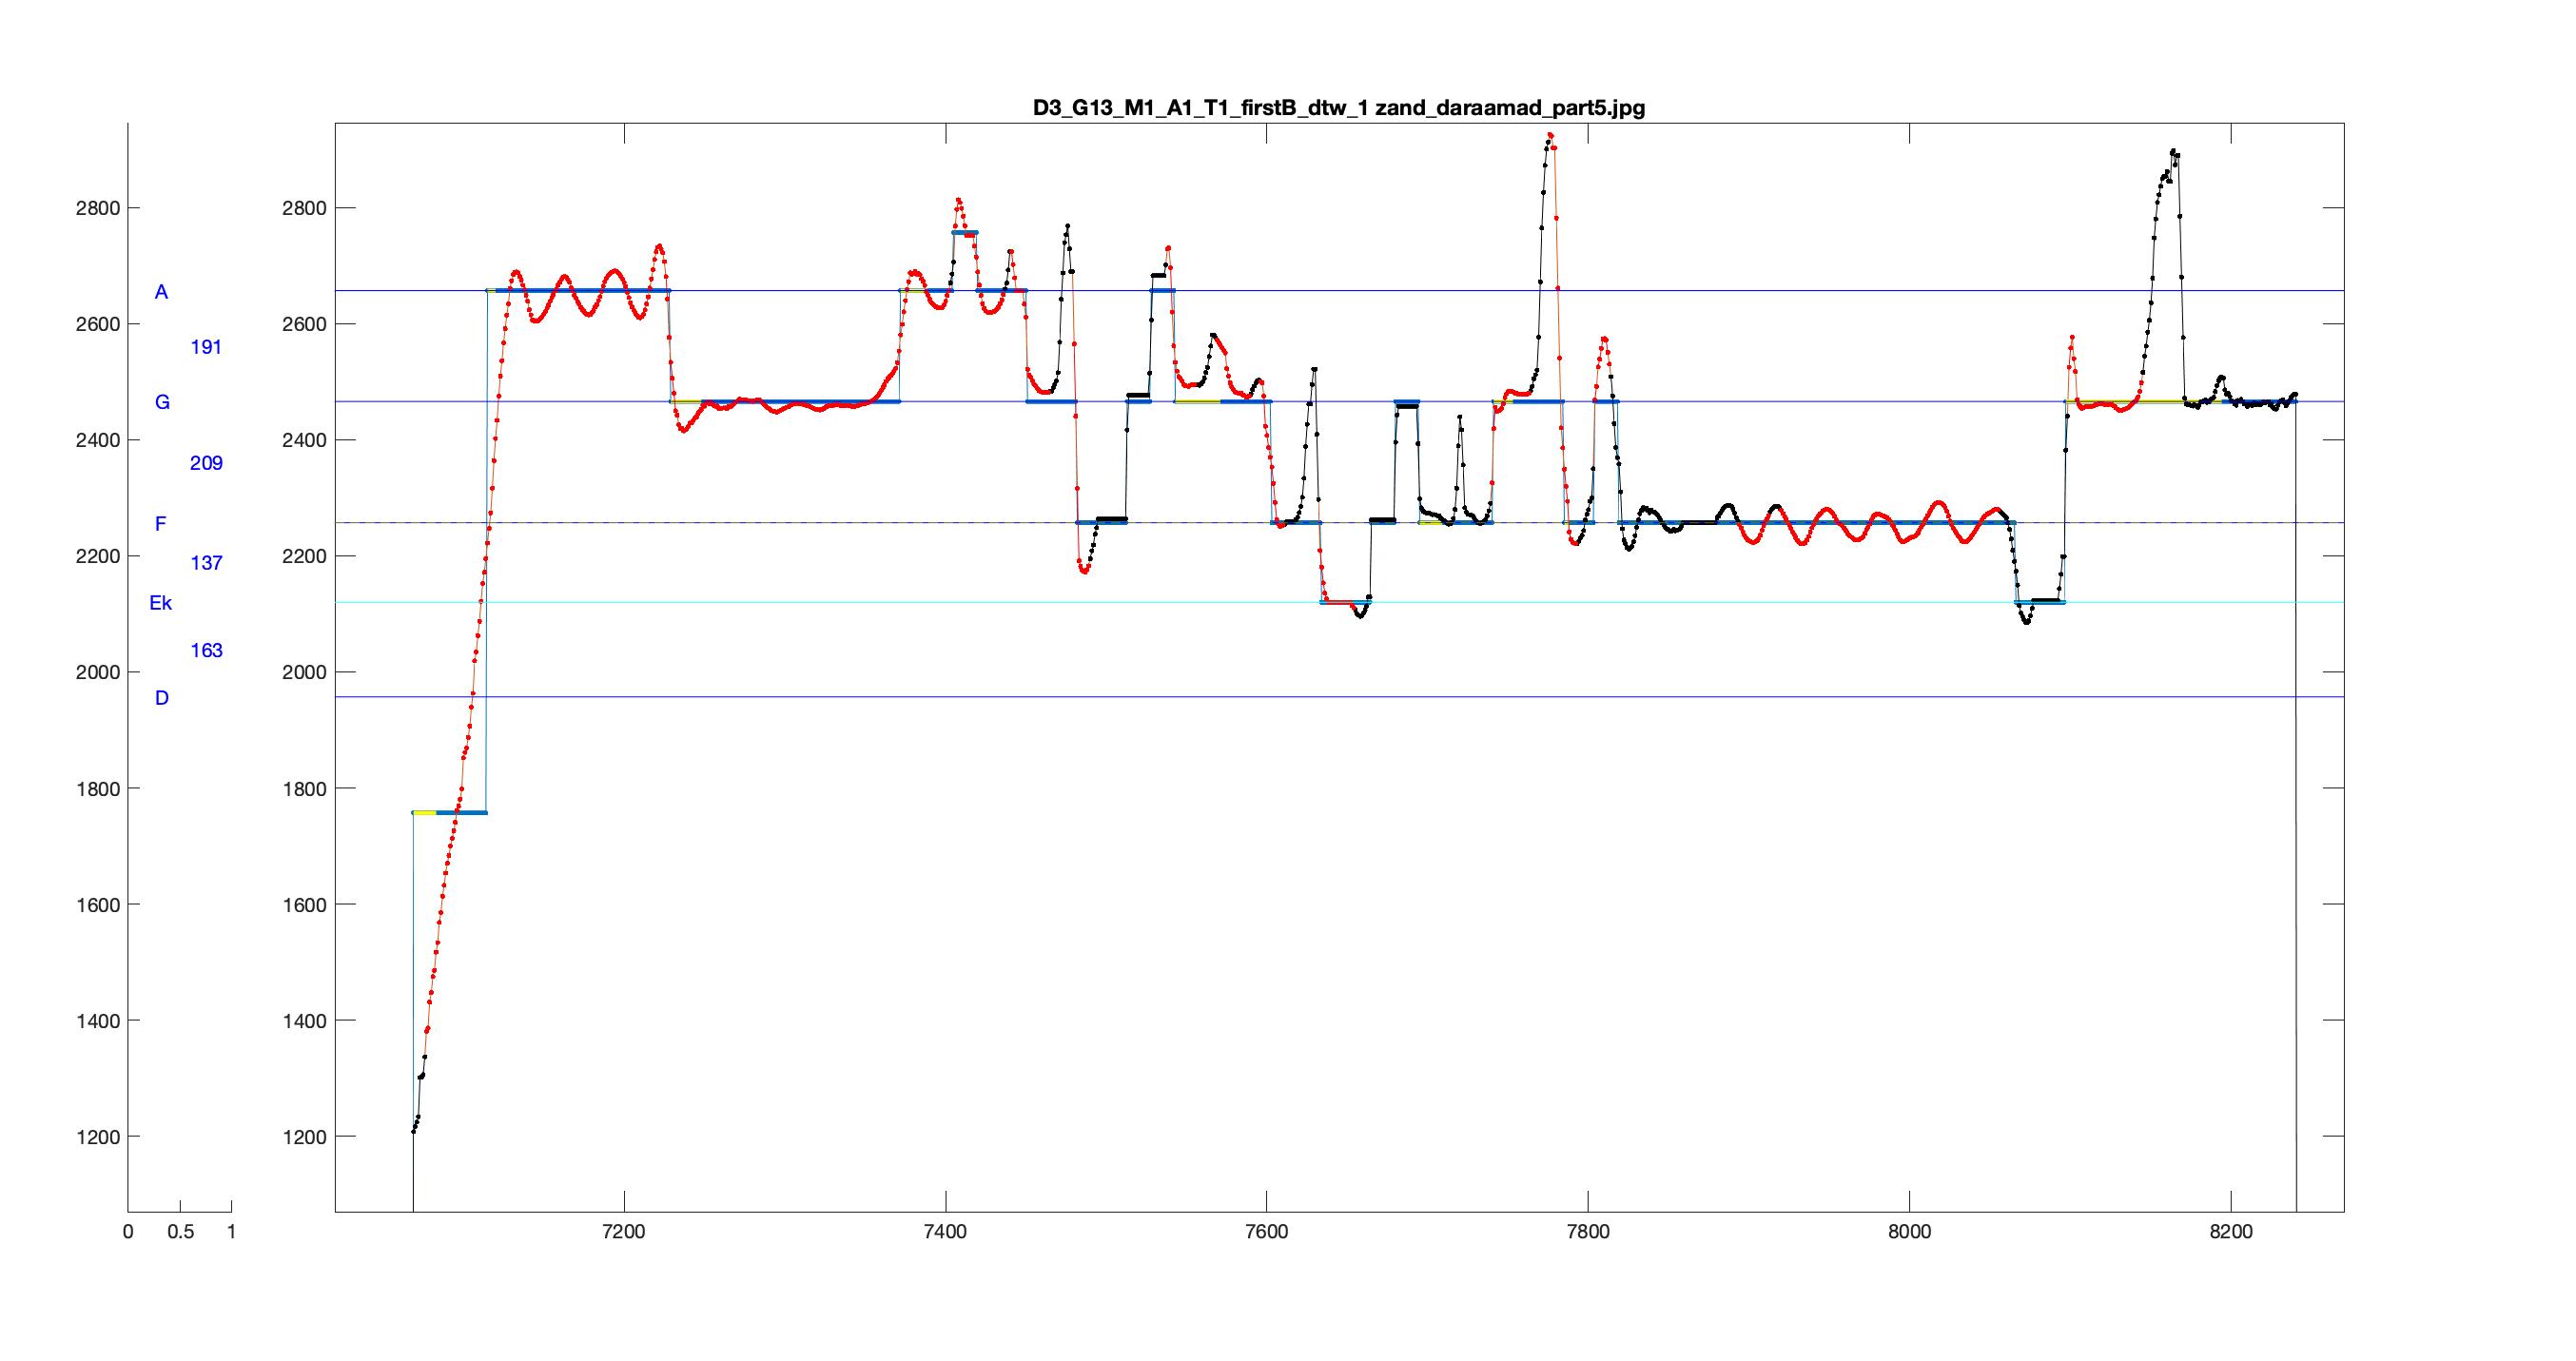 D3_G13_M1_A1_T1_firstB_dtw_1 zand_daraamad_part5.jpg
2800 2800
A
2600 2600
191
G
2400 2400
209
F
2200 2200
137
Ek
163
2000 2000
D
1800 1800
1600 1600
1400 1400
1200 1200
0 0.5 1 7200 7400 7600 7800 8000 8200